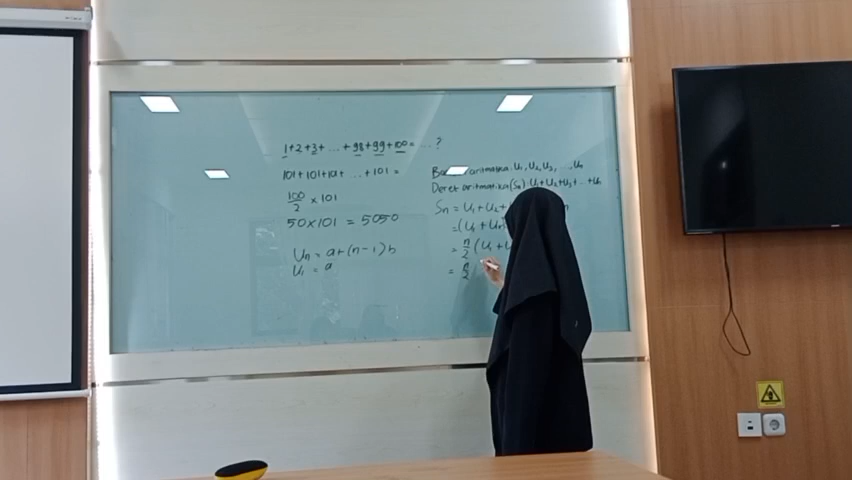 1+2+3+ ... +98+99+100= ... ?
101+101+101+ ... +101 =
100/2 x101
50x101 = 5050
Un = a+(n-1)b
U1 = a
aritmatika: U1, U2, U3, ..., Un
Deret aritmatika (Sn): U1+U2+U3+ ... +Un
Sn = U1+U2+
= (U1+Un)
= n/2 (U1+U
= n/2